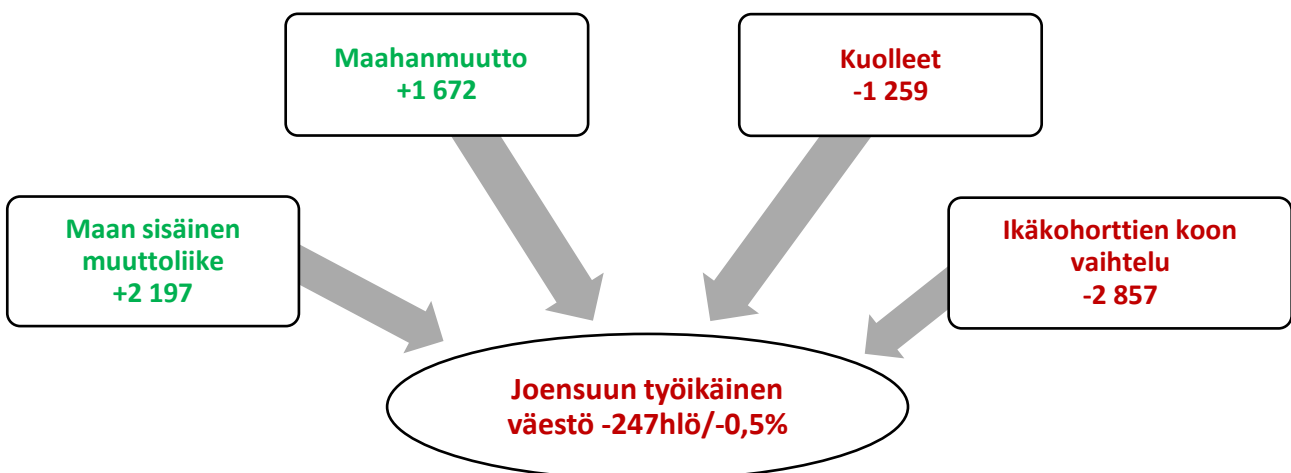 Maahanmuutto
+1 672
Kuolleet
-1 259
Maan sisäinen
muuttoliike
+2 197
Ikäkohorttien koon
vaihtelu
-2 857
Joensuun työikäinen
väestö -247hlö/-0,5%